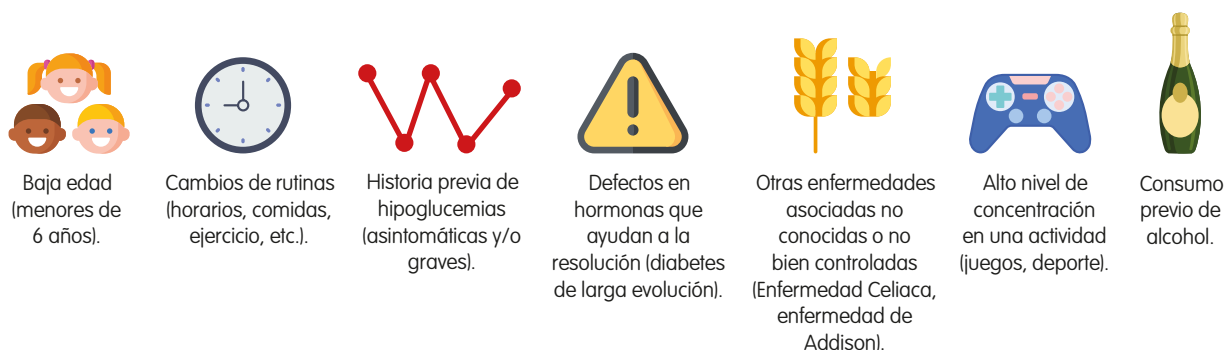 Baja edad
(menores de
6 años).
Cambios de rutinas
(horarios, comidas,
ejercicio, etc.).
Historia previa de
hipoglucemias
(asintomáticas y/o
graves).
Defectos en
hormonas que
ayudan a la
resolución (diabetes
de larga evolución).
Otras enfermedades
asociadas no
conocidas o no
bien controladas
(Enfermedad Celiaca,
enfermedad de
Addison).
Alto nivel de
concentración
en una actividad
(juegos, deporte).
Consumo
previo de
alcohol.